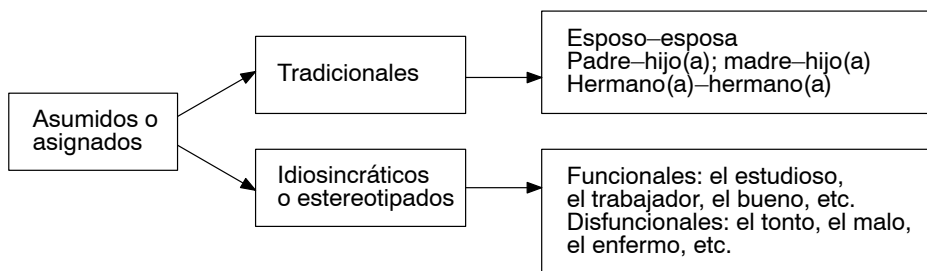 Asumidos o
asignados
Tradicionales
Esposo–esposa
Padre–hijo(a); madre–hijo(a)
Hermano(a)–hermano(a)
Idiosincráticos
o estereotipados
Funcionales: el estudioso,
el trabajador, el bueno, etc.
Disfuncionales: el tonto, el malo,
el enfermo, etc.